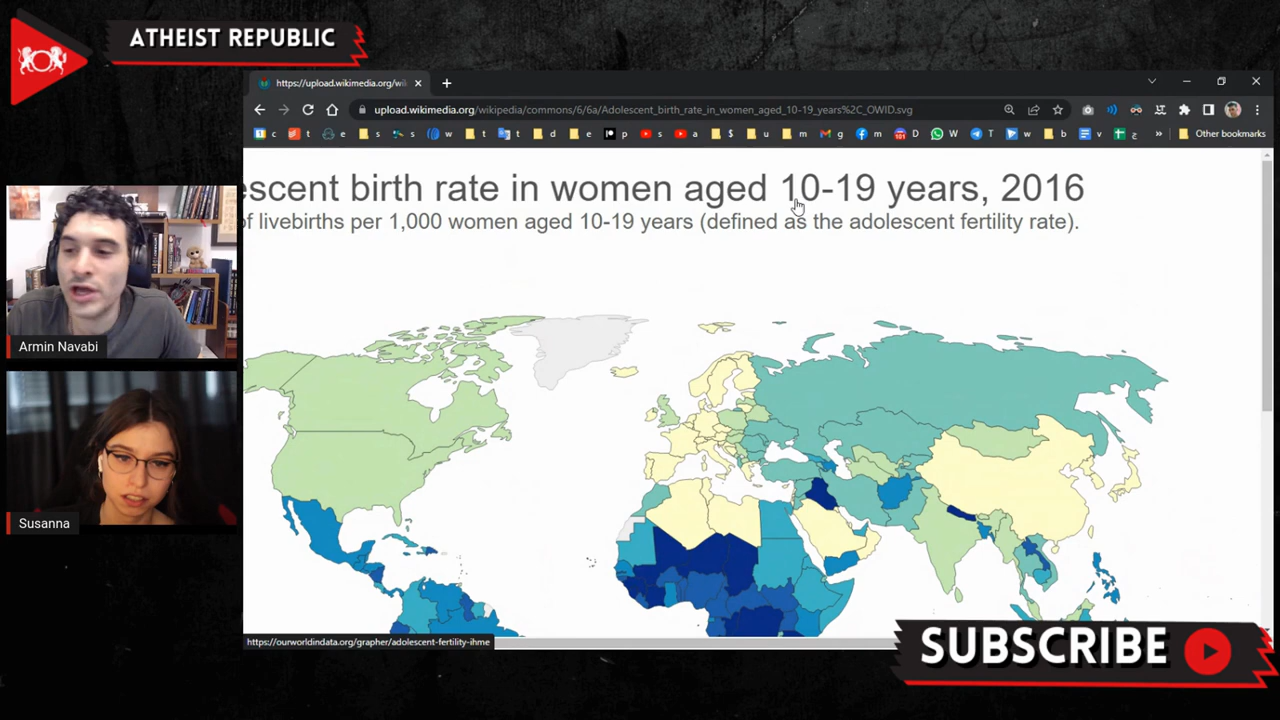 ATHEIST REPUBLIC
https://upload.wikimedia.org/wi
upload.wikimedia.org/wikipedia/commons/6/6a/Adolescent_birth_rate_in_women_aged_10-19_years%2C_OWID.svg
c t e s s w t t d e p s a $ u m g m D W T w b v ح » Other bookmarks
escent birth rate in women aged 10-19 years, 2016
of livebirths per 1,000 women aged 10-19 years (defined as the adolescent fertility rate).
Armin Navabi
Susanna
https://ourworldindata.org/grapher/adolescent-fertility-ihme
SUBSCRIBE